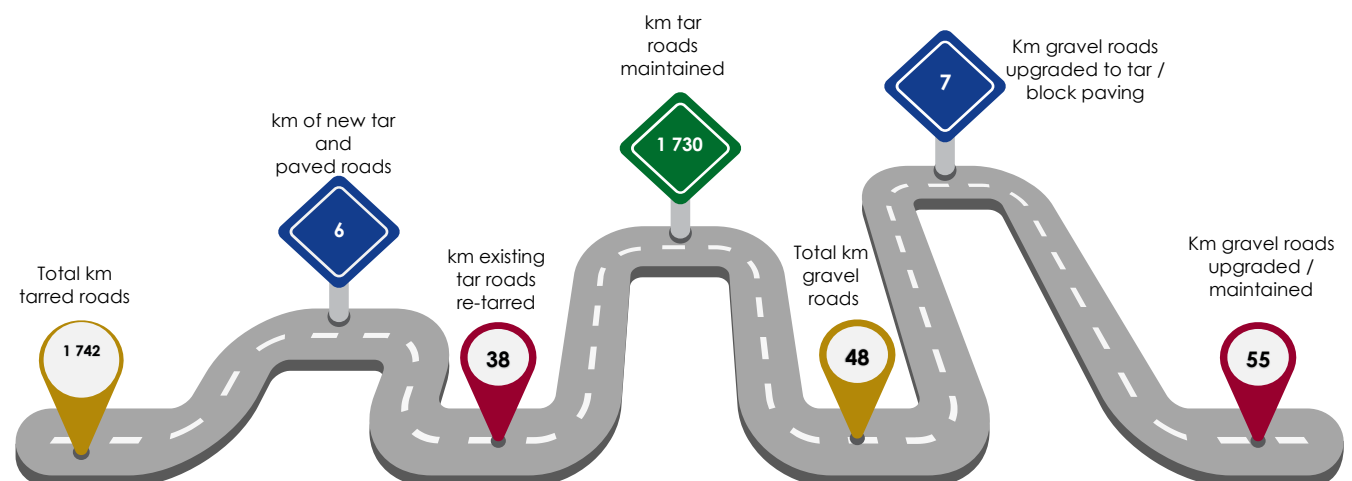 Total km
tarred roads
1 742
km of new tar
and
paved roads
6
km existing
tar roads
re-tarred
38
km tar
roads
maintained
1 730
Total km
gravel
roads
48
7
Km gravel roads
upgraded to tar /
block paving
Km gravel roads
upgraded /
maintained
55